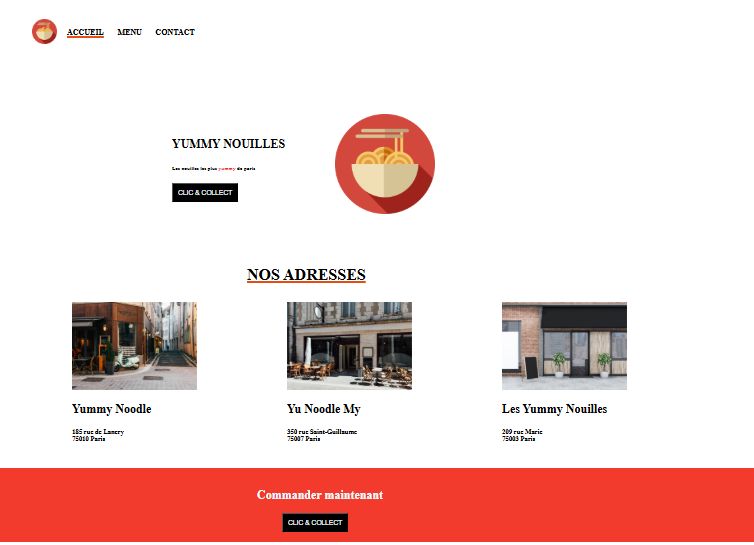 ACCUEIL MENU CONTACT
YUMMY NOUILLES
Les nouilles les plus yummy de paris
CLIC & COLLECT
NOS ADRESSES
Yummy Noodle
185 rue de Lanery
75010 Paris
Yu Noodle My
350 rue Saint-Guillaume
75007 Paris
Les Yummy Nouilles
209 rue Marie
75003 Paris
Commander maintenant
CLIC & COLLECT